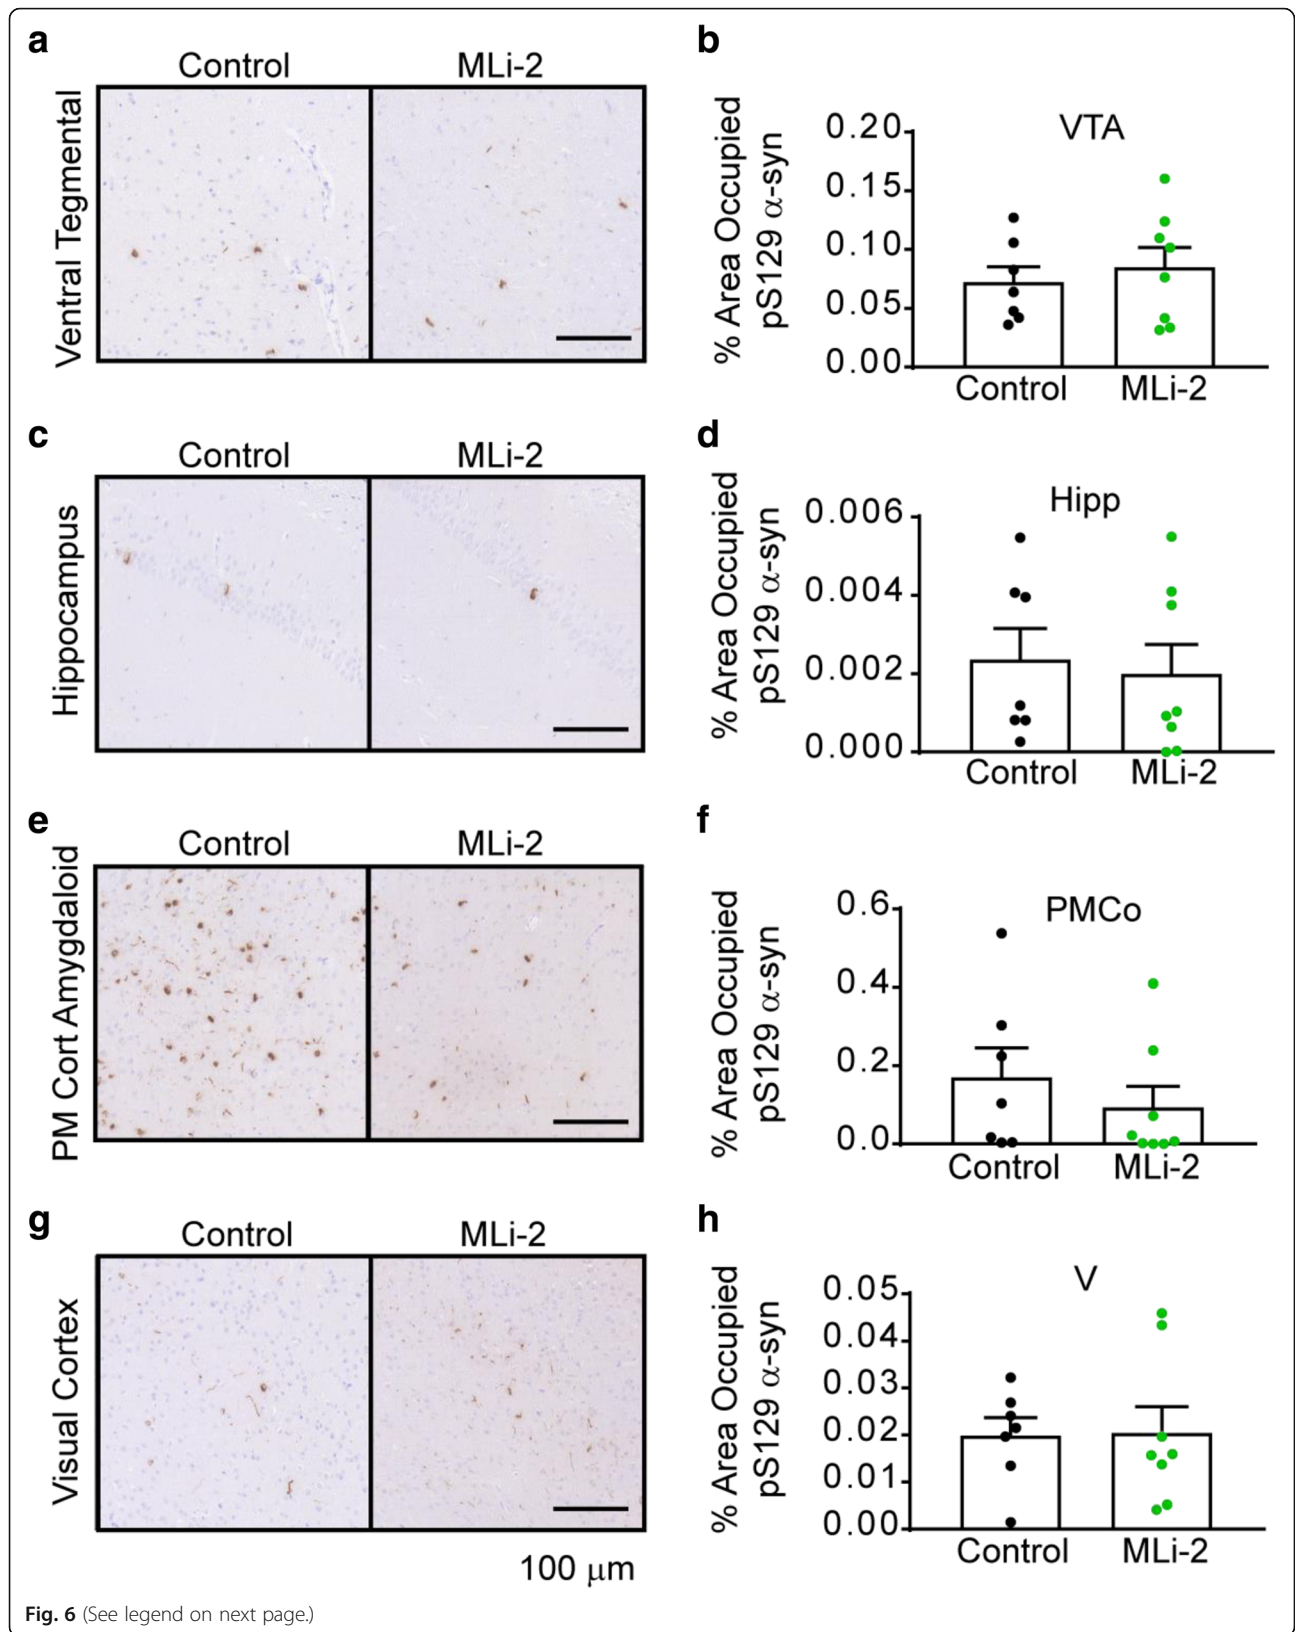 a
Control MLi-2
Ventral Tegmental
b
VTA
% Area Occupied
pS129 α-syn
0.20
0.15
0.10
0.05
0.00
Control MLi-2
c
Control MLi-2
Hippocampus
d
Hipp
% Area Occupied
pS129 α-syn
0.006
0.004
0.002
0.000
Control MLi-2
e
Control MLi-2
PM Cort Amygdaloid
f
PMCo
% Area Occupied
pS129 α-syn
0.6
0.4
0.2
0.0
Control MLi-2
g
Control MLi-2
Visual Cortex
100 μm
h
V
% Area Occupied
pS129 α-syn
0.05
0.04
0.03
0.02
0.01
0.00
Control MLi-2
Fig. 6 (See legend on next page.)